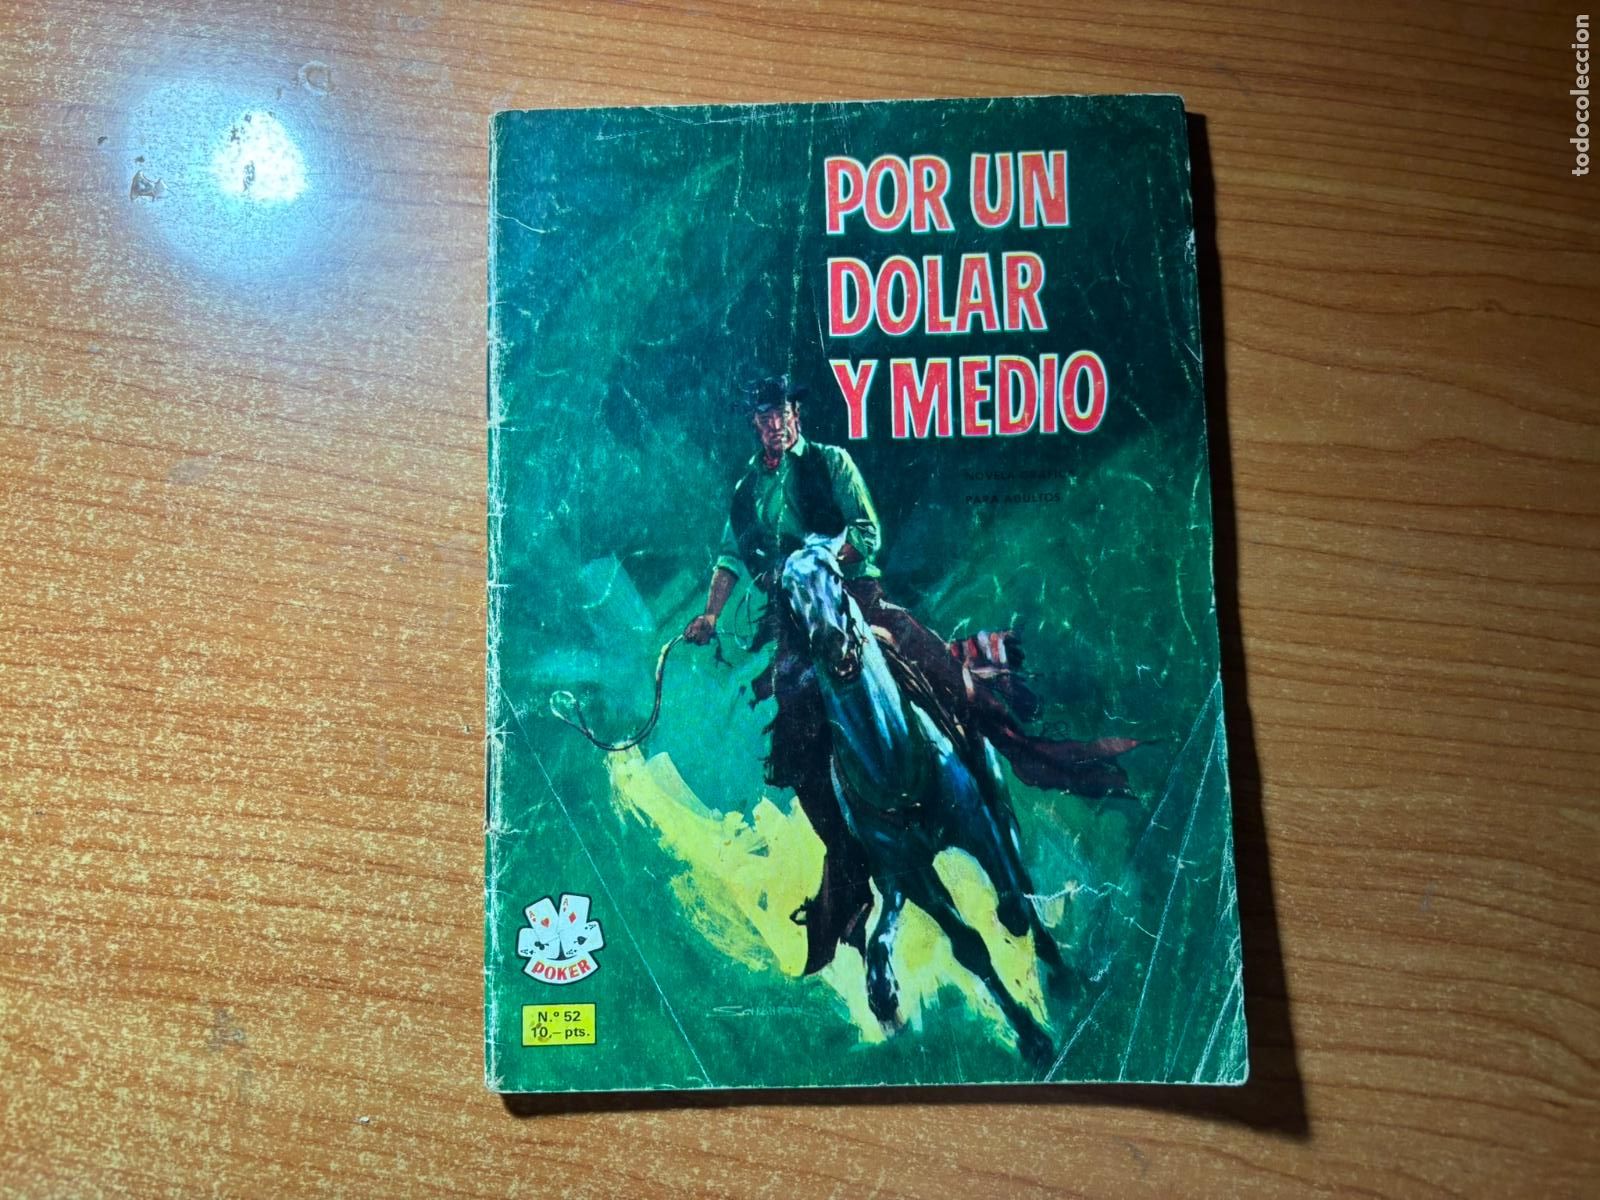 POR UN
DOLAR
Y MEDIO
NOVELA GRAFICA
PARA ADULTOS
POKER
N.º 52
10,- pts.
todocoleccion